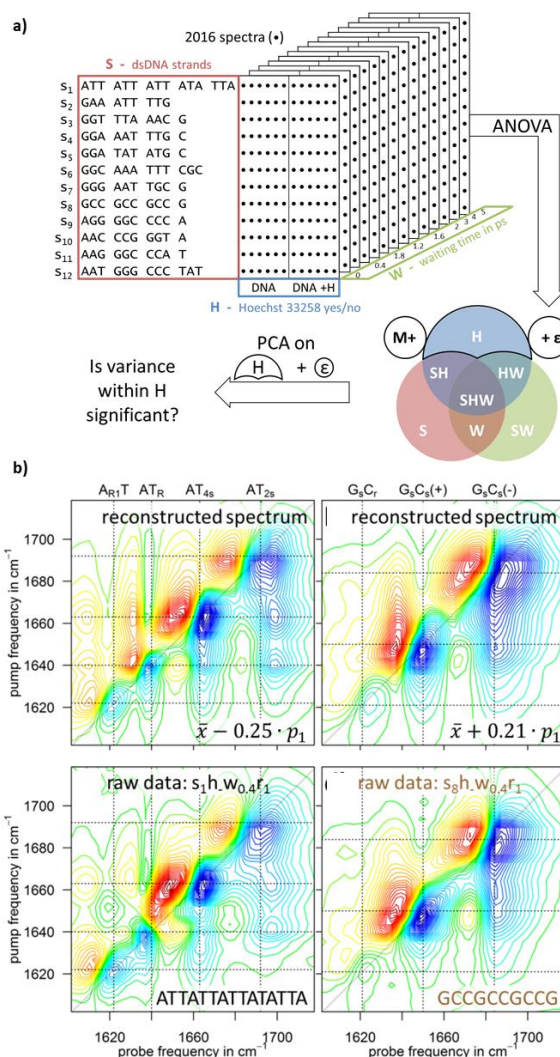 a)
2016 spectra (•)
S - dsDNA strands
S1 ATT ATT ATT ATA TTA
S2 GAA ATT TTG
S3 GGT TTA AAC G
S4 GGA AAT TTG C
S5 GGA TAT ATG C
S6 GGC AAA TTT CGC
S7 GGG AAT TGC G
S8 GCC GCC GCC G
S9 AGG GGC CCC A
S10 AAC CCG GGT A
S11 AAG GGC CCA T
S12 AAT GGG CCC TAT
DNA DNA +H
H - Hoechst 33258 yes/no
0 0.4 0.8 1.2 1.6 2 3 4 5
W - waiting time in ps
ANOVA
M+ H + ε
SH HW
SHW
S W SW
PCA on
H + ε
Is variance
within H
significant?
b)
AR1T ATR AT4s AT2s
GsCr GsCs(+) GsCs(-)
reconstructed spectrum
reconstructed spectrum
pump frequency in cm⁻¹
1700
1680
1660
1640
1620
x̄ − 0.25 · p1
x̄ + 0.21 · p1
raw data: s1h_w0.4r1
raw data: s8h_w0.4r1
pump frequency in cm⁻¹
1700
1680
1660
1640
1620
ATTATTATTATATTA
GCCGCCGCCG
1620 1660 1700
1620 1660 1700
probe frequency in cm⁻¹
probe frequency in cm⁻¹